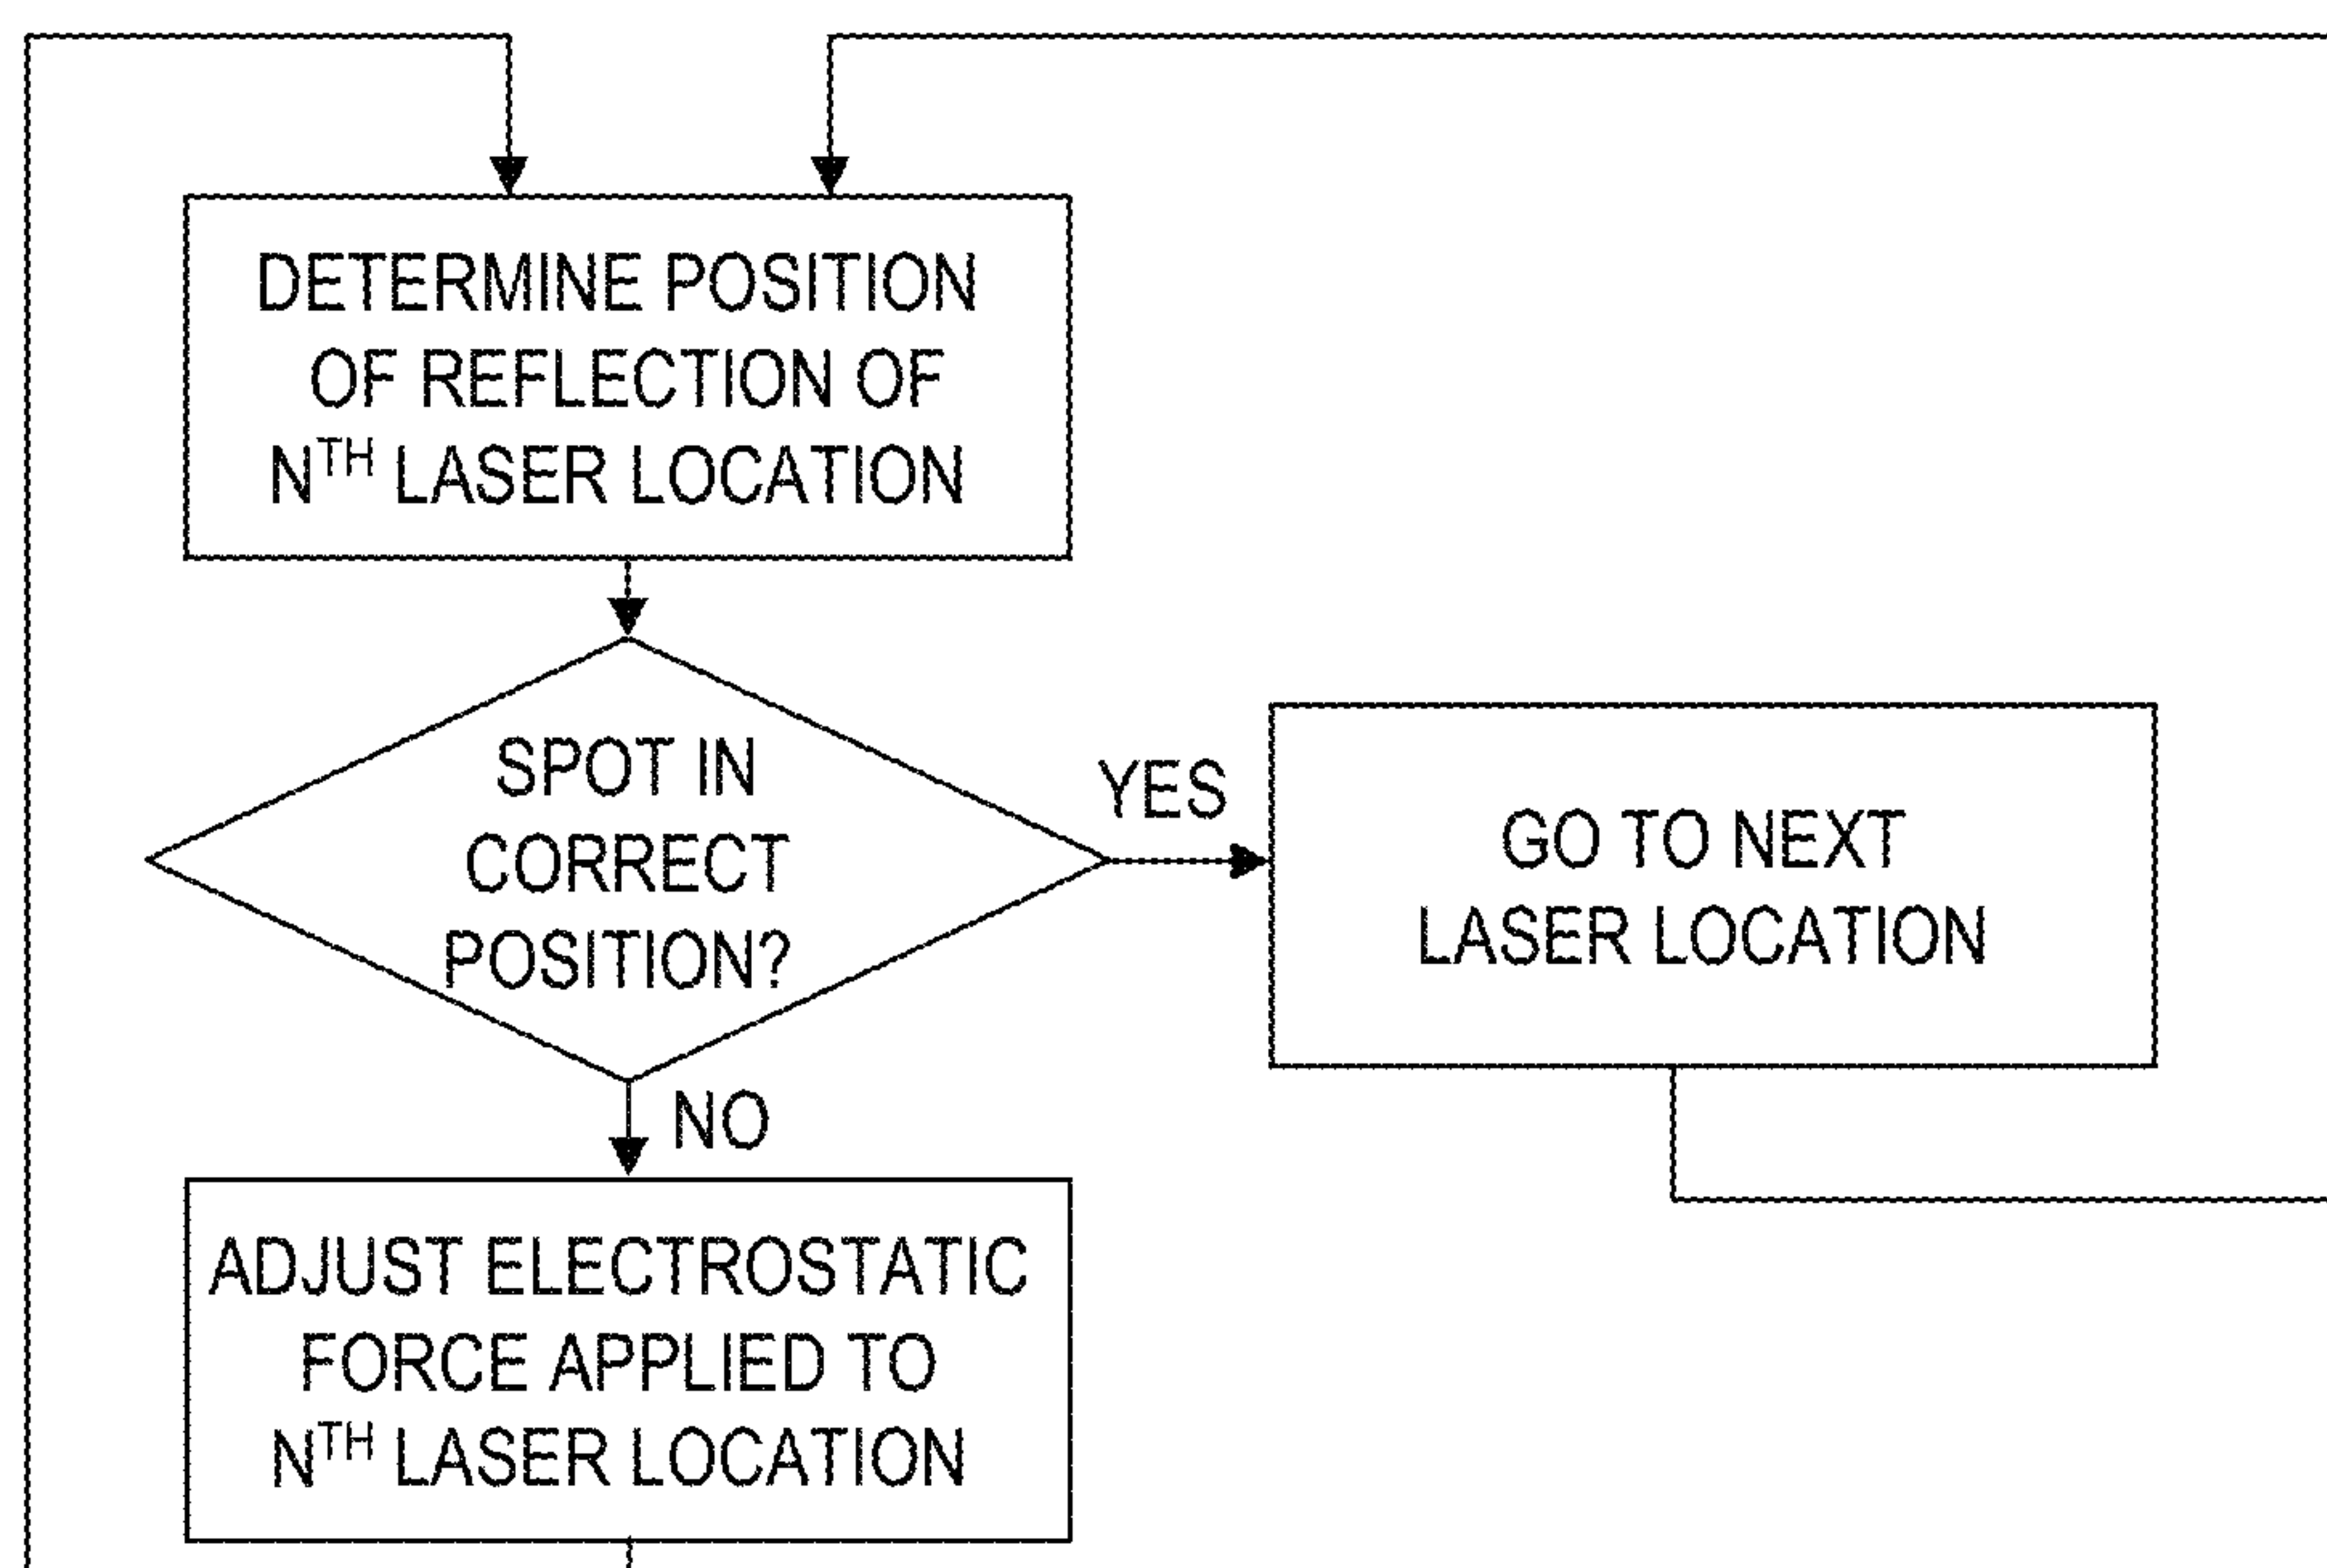 DETERMINE POSITION
OF REFLECTION OF
Nᵀᴴ LASER LOCATION
SPOT IN
CORRECT
POSITION?
YES
GO TO NEXT
LASER LOCATION
NO
ADJUST ELECTROSTATIC
FORCE APPLIED TO
Nᵀᴴ LASER LOCATION